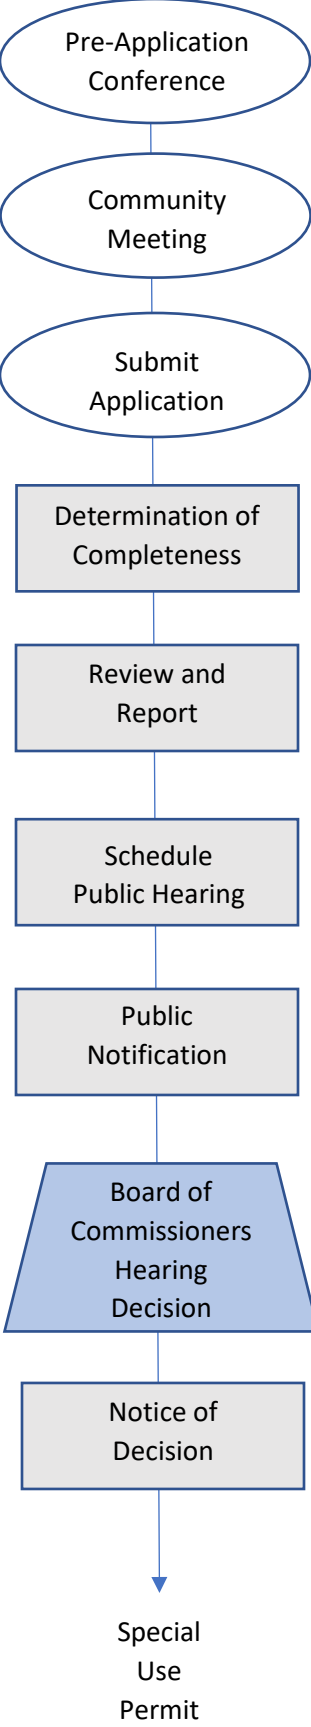 Pre-Application
Conference
Community
Meeting
Submit
Application
Determination of
Completeness
Review and
Report
Schedule
Public Hearing
Public
Notification
Board of
Commissioners
Hearing
Decision
Notice of
Decision
Special
Use
Permit